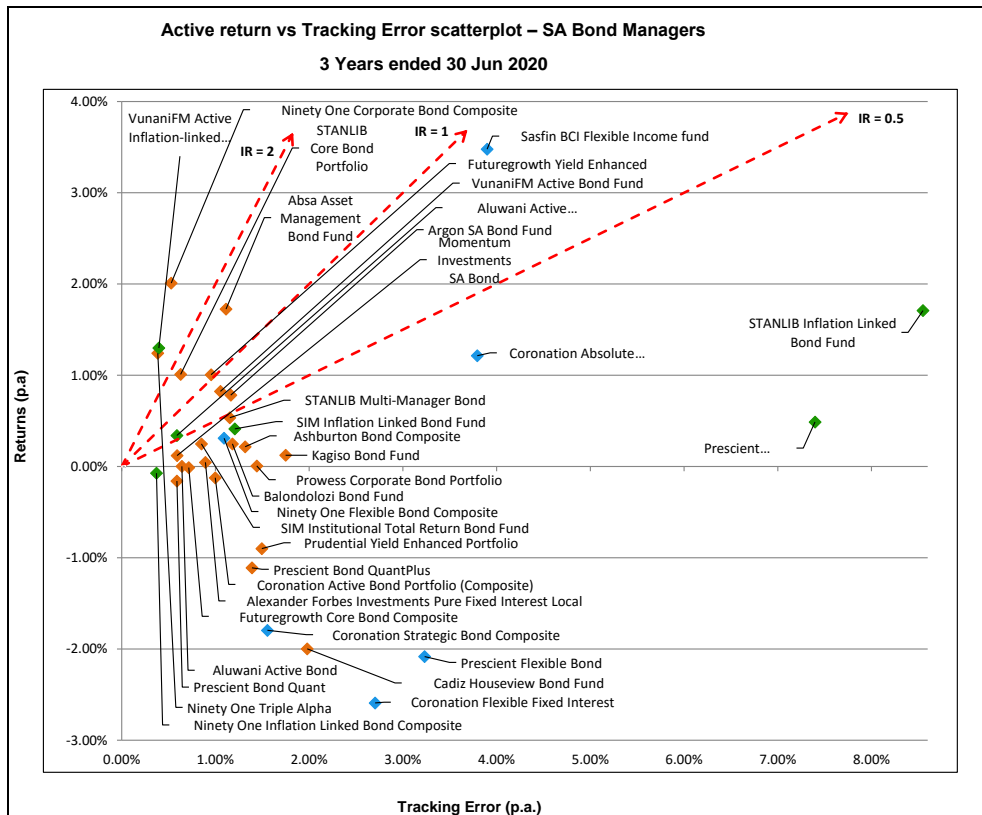 Active return vs Tracking Error scatterplot – SA Bond Managers
3 Years ended 30 Jun 2020
4.00%
3.00%
2.00%
1.00%
0.00%
-1.00%
-2.00%
-3.00%
Returns (p.a)
VunaniFM Active
Inflation-linked...
Ninety One Corporate Bond Composite
IR = 2
STANLIB
Core Bond
Portfolio
IR = 1
Sasfin BCI Flexible Income fund
IR = 0.5
Absa Asset
Management
Bond Fund
Futuregrowth Yield Enhanced
VunaniFM Active Bond Fund
Aluwani Active...
Argon SA Bond Fund
Momentum
Investments
SA Bond
STANLIB Inflation Linked
Bond Fund
Coronation Absolute...
STANLIB Multi-Manager Bond
SIM Inflation Linked Bond Fund
Ashburton Bond Composite
Kagiso Bond Fund
Prescient...
Prowess Corporate Bond Portfolio
Balondolozi Bond Fund
Ninety One Flexible Bond Composite
SIM Institutional Total Return Bond Fund
Prudential Yield Enhanced Portfolio
Prescient Bond QuantPlus
Coronation Active Bond Portfolio (Composite)
Alexander Forbes Investments Pure Fixed Interest Local
Futuregrowth Core Bond Composite
Coronation Strategic Bond Composite
Prescient Flexible Bond
Aluwani Active Bond
Cadiz Houseview Bond Fund
Prescient Bond Quant
Coronation Flexible Fixed Interest
Ninety One Triple Alpha
Ninety One Inflation Linked Bond Composite
0.00%
1.00%
2.00%
3.00%
4.00%
5.00%
6.00%
7.00%
8.00%
Tracking Error (p.a.)